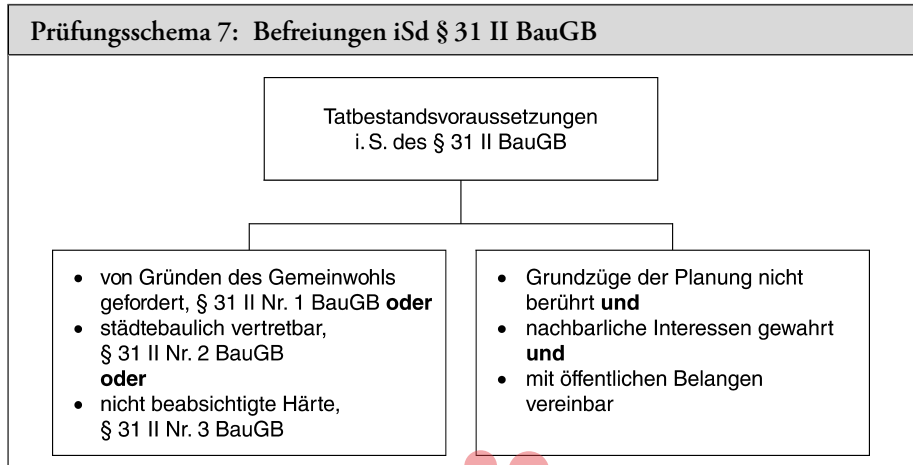 Prüfungsschema 7: Befreiungen iSd § 31 II BauGB
Tatbestandsvoraussetzungen
i. S. des § 31 II BauGB
• von Gründen des Gemeinwohls
gefordert, § 31 II Nr. 1 BauGB oder
• städtebaulich vertretbar,
§ 31 II Nr. 2 BauGB
oder
• nicht beabsichtigte Härte,
§ 31 II Nr. 3 BauGB
• Grundzüge der Planung nicht
berührt und
• nachbarliche Interessen gewahrt
und
• mit öffentlichen Belangen
vereinbar